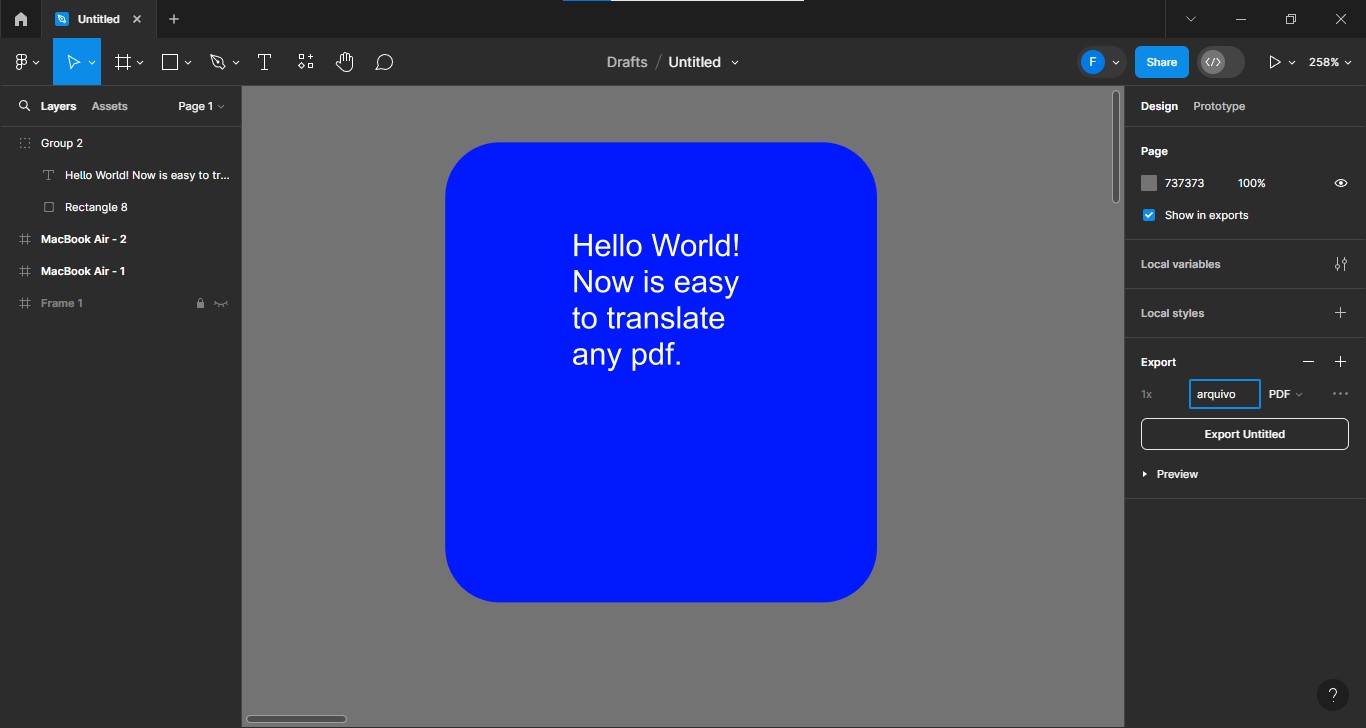 Untitled
Drafts / Untitled
F
Share
258%
Layers
Assets
Page 1
Group 2
Hello World! Now is easy to tr...
Rectangle 8
MacBook Air - 2
MacBook Air - 1
Frame 1
Hello World!
Now is easy
to translate
any pdf.
Design
Prototype
Page
737373
100%
Show in exports
Local variables
Local styles
Export
1x
arquivo
PDF
Export Untitled
Preview
?